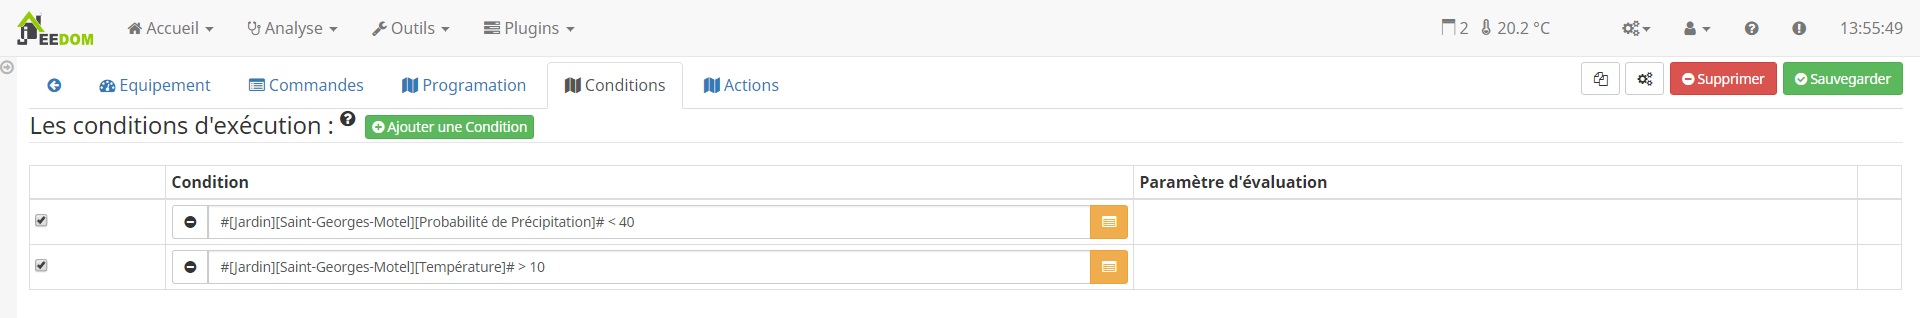 JEEDOM Accueil Analyse Outils Plugins 2 20.2 °C 13:55:49
Equipement Commandes Programation Conditions Actions Supprimer Sauvegarder
Les conditions d'exécution : Ajouter une Condition
Condition Paramètre d'évaluation
#[Jardin][Saint-Georges-Motel][Probabilité de Précipitation]# < 40
#[Jardin][Saint-Georges-Motel][Température]# > 10